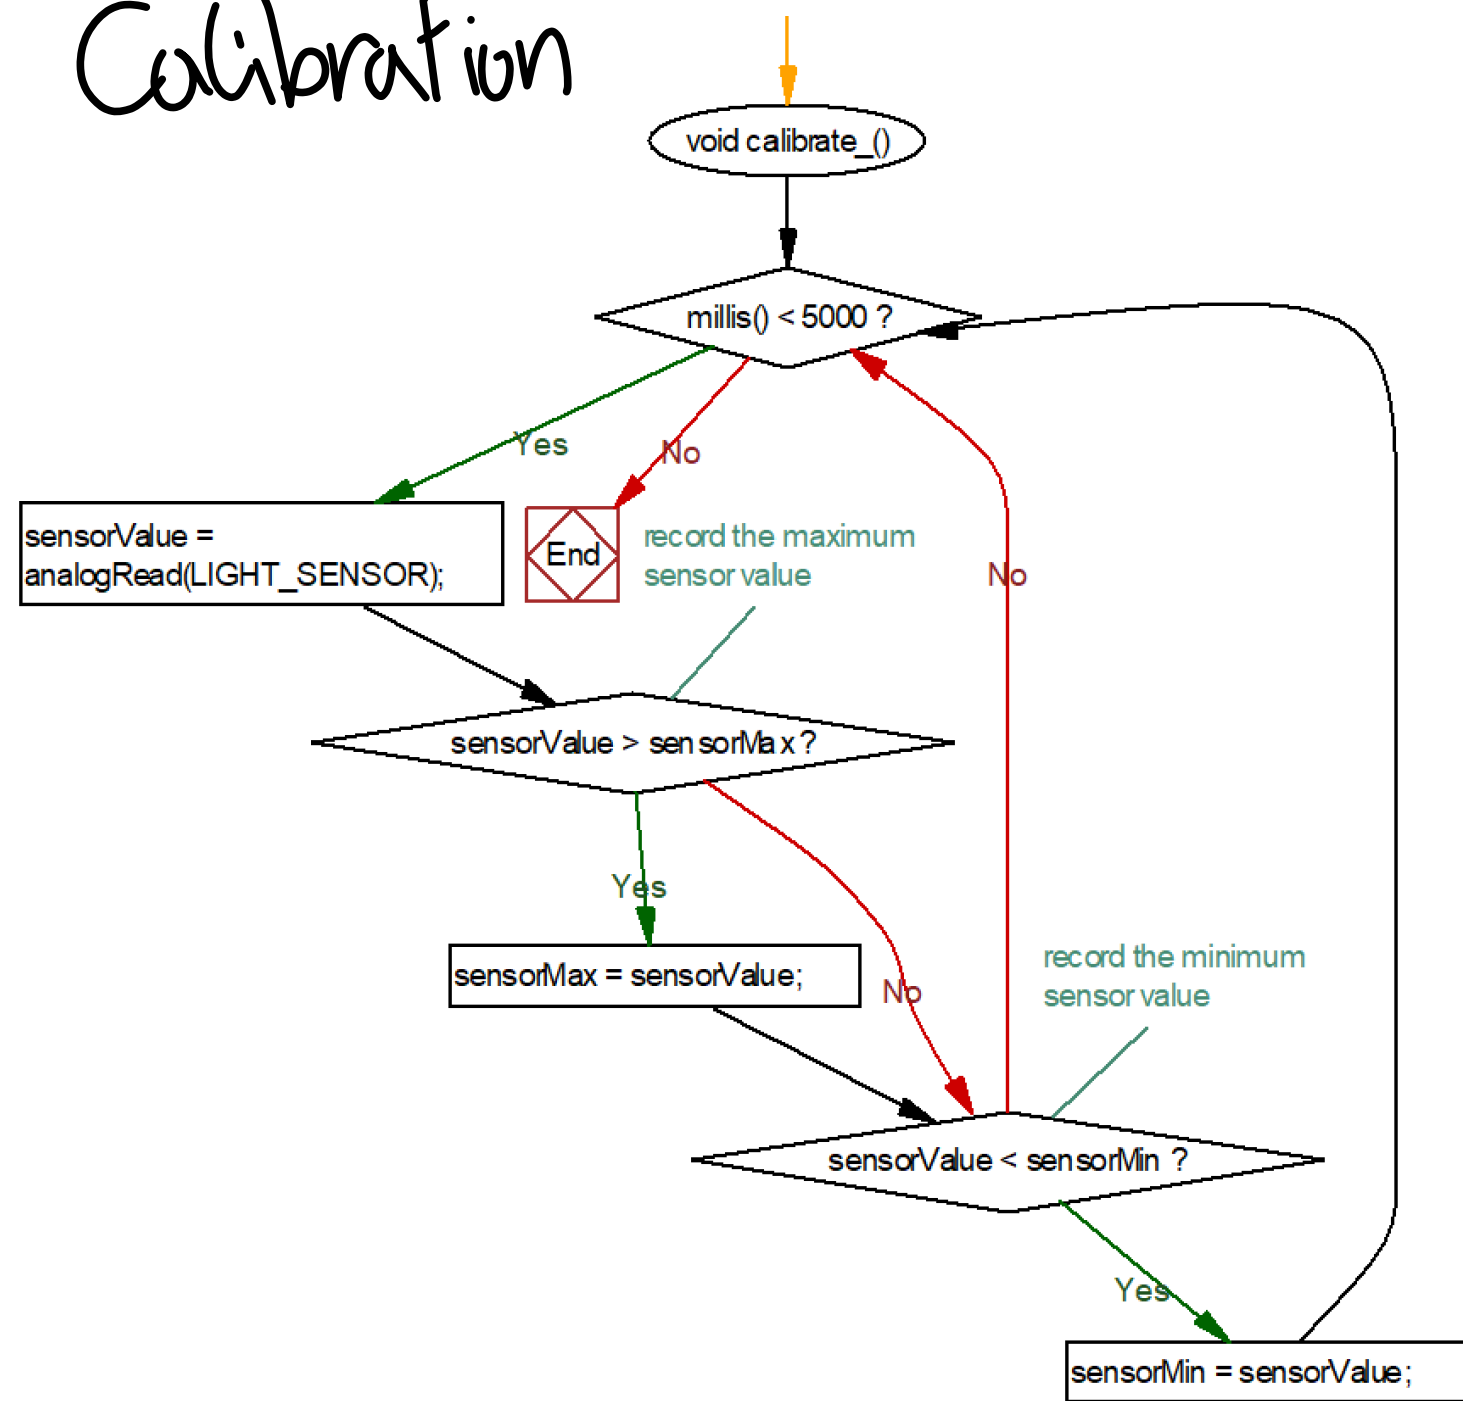 Calibration
void calibrate_()
millis() < 5000 ?
Yes
No
sensorValue =
analogRead(LIGHT_SENSOR);
End
record the maximum
sensor value
No
sensorValue > sensorMax ?
Yes
sensorMax = sensorValue;
No
record the minimum
sensor value
sensorValue < sensorMin ?
Yes
sensorMin = sensorValue;